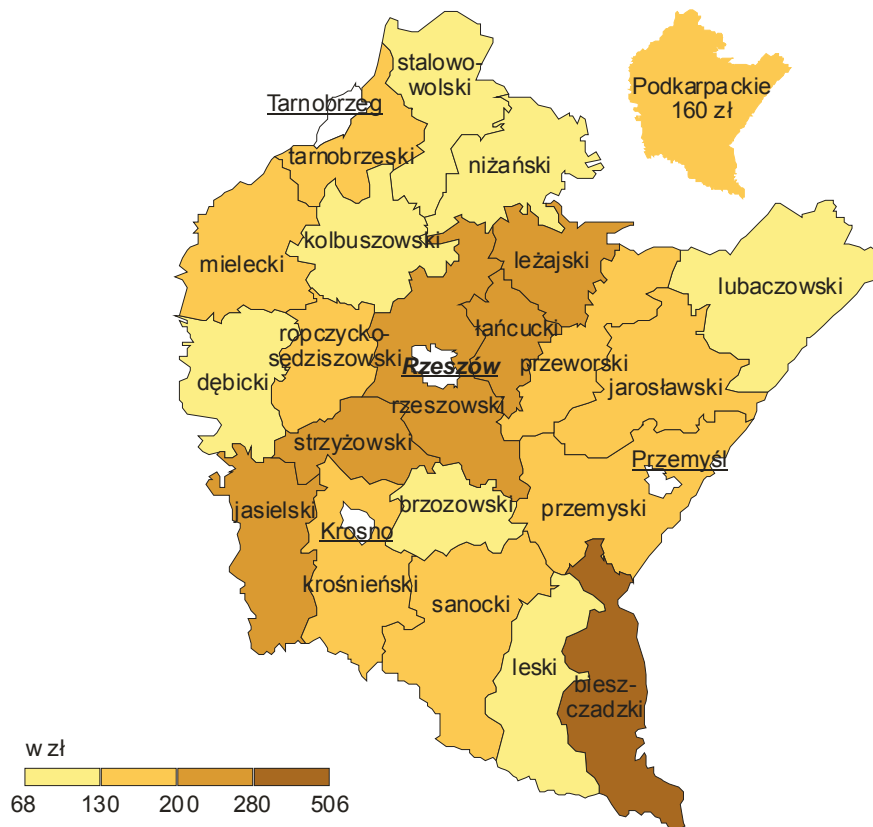 stalowo-
wolski
Podkarpackie
160 zł
Tarnobrzeg
tarnobrzeski
niżański
kolbuszowski
mielecki
leżajski
lubaczowski
ropczycko-
sędziszowski
łańcucki
Rzeszów
przeworski
dębicki
jarosławski
rzeszowski
strzyżowski
Przemyśl
jasielski
brzozowski
przemyski
Krosno
krośnieński
sanocki
leski
biesz-
czadzki
w zł
68 130 200 280 506